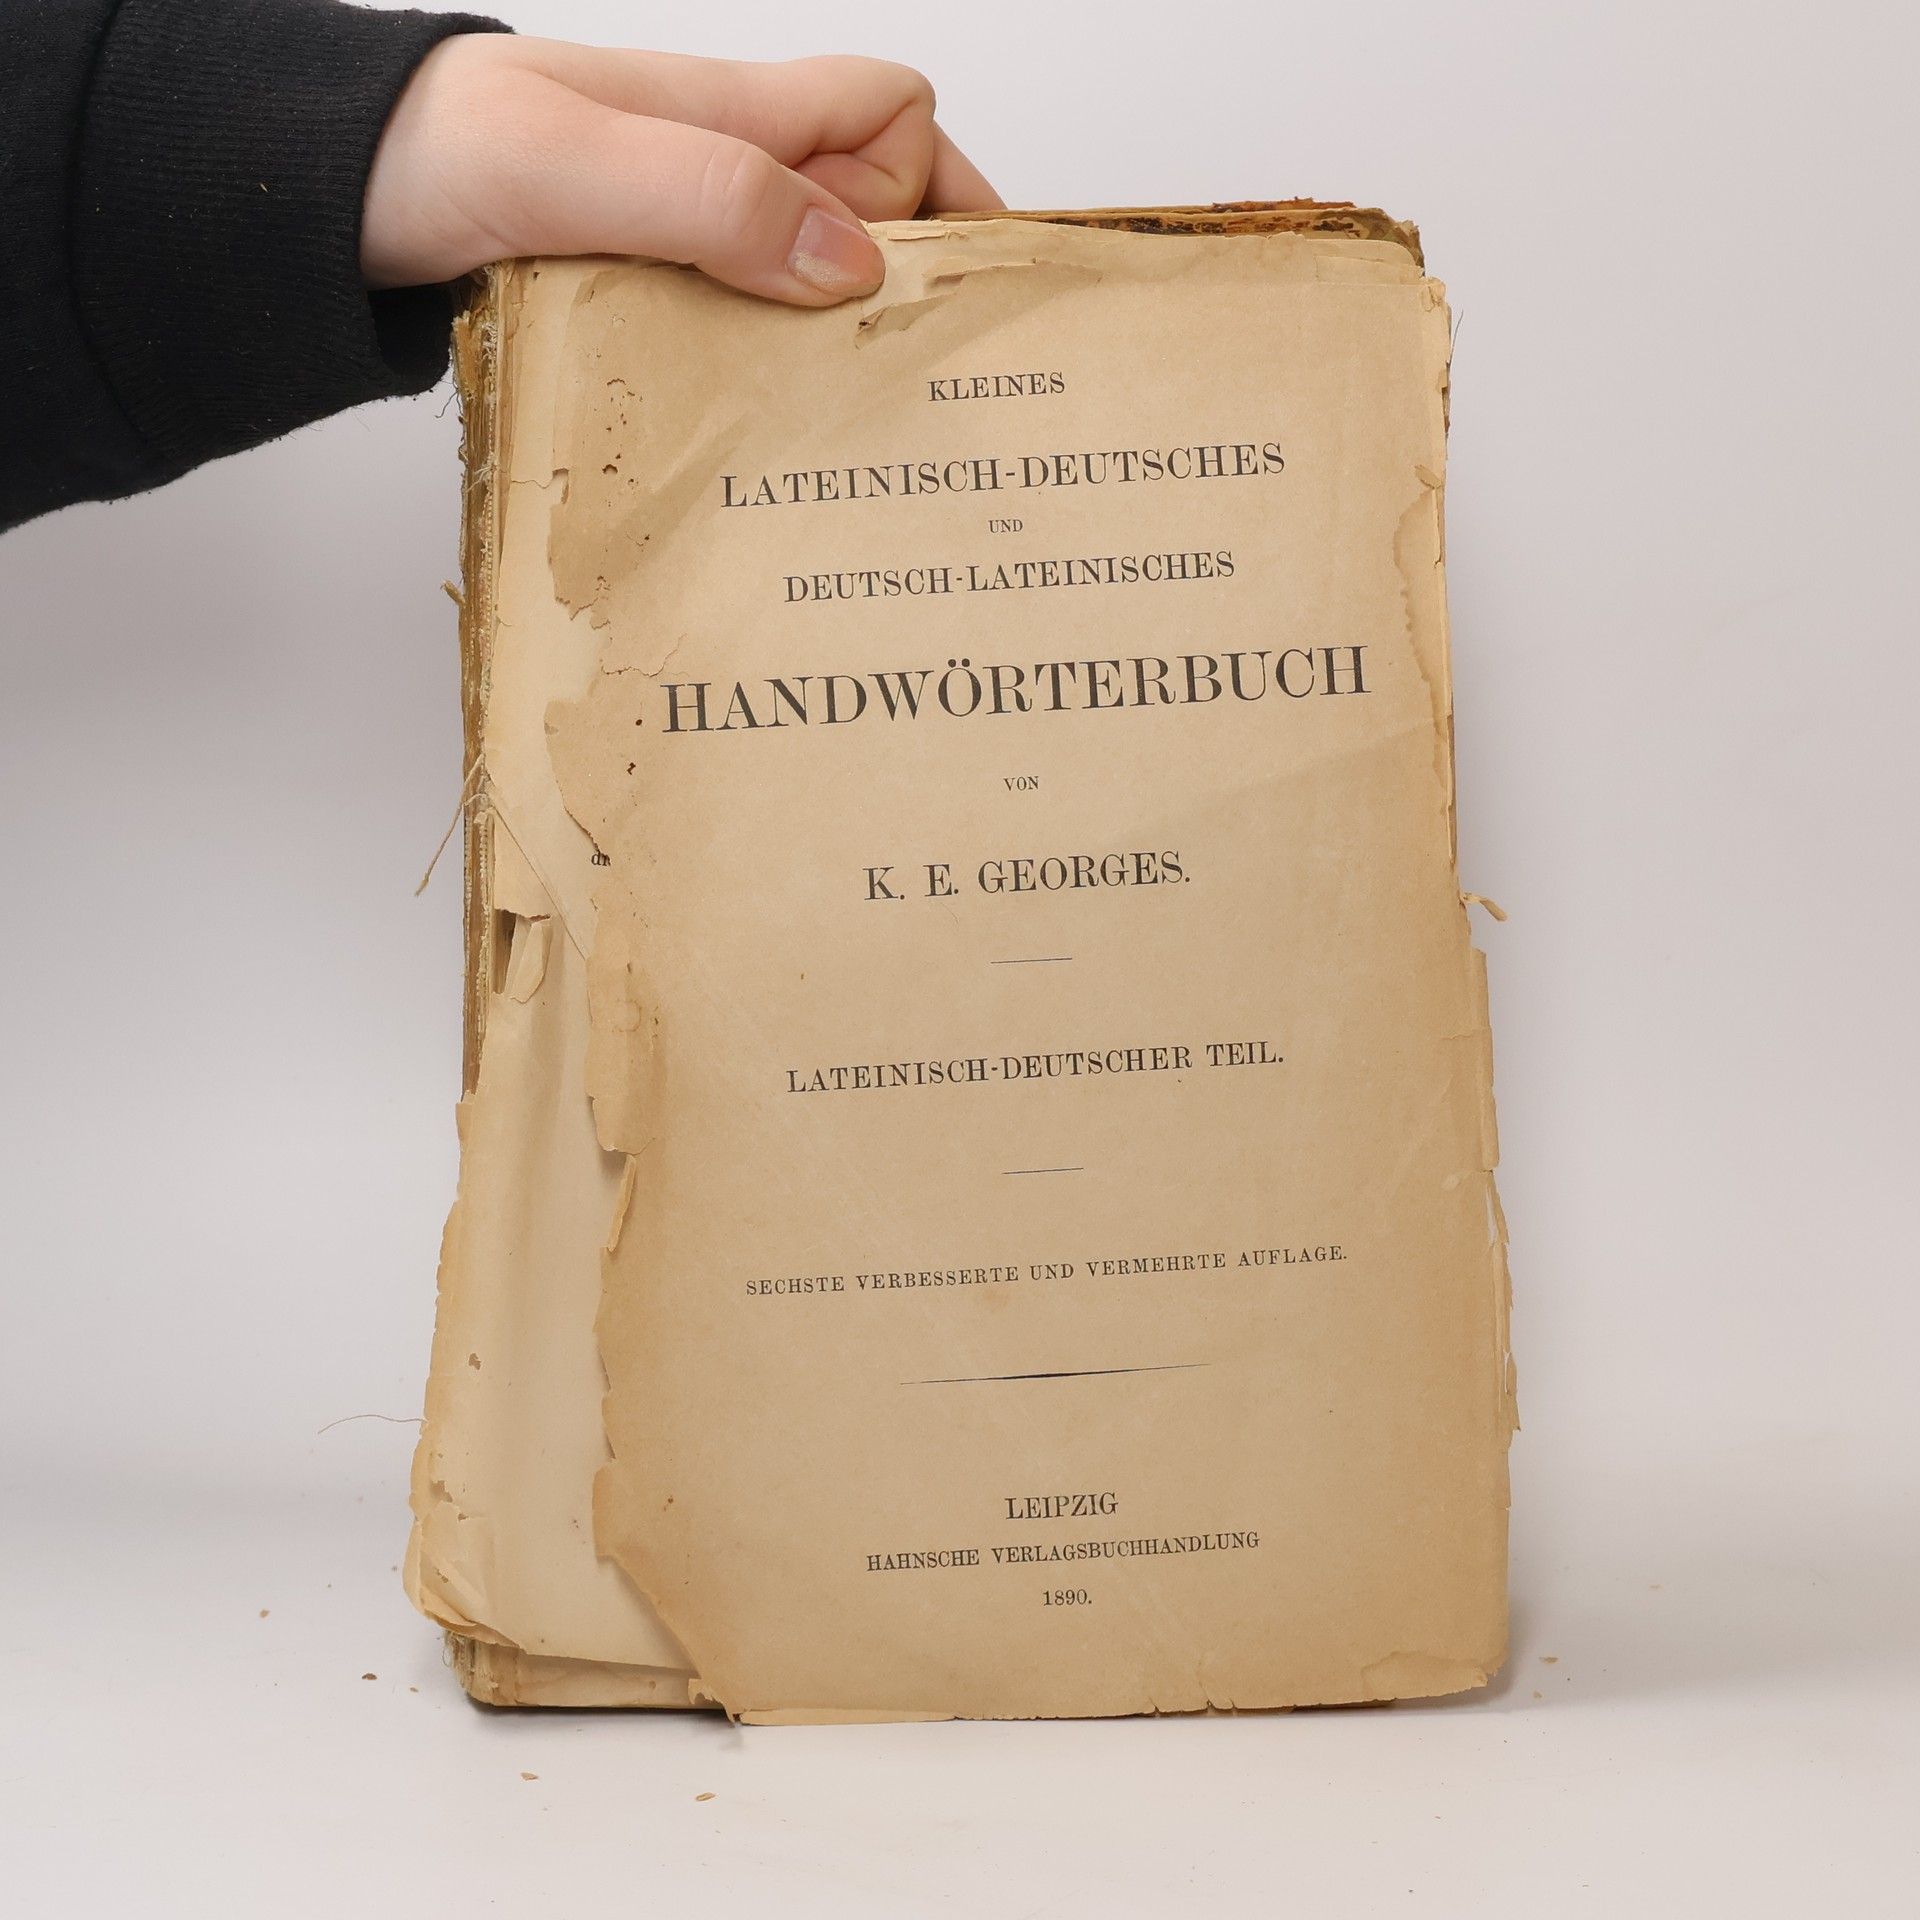 KLEINES
LATEINISCH-DEUTSCHES
UND
DEUTSCH-LATEINISCHES
HANDWÖRTERBUCH
VON
K. E. GEORGES.
LATEINISCH-DEUTSCHER TEIL.
SECHSTE VERBESSERTE UND VERMEHRTE AUFLAGE.
LEIPZIG
HAHNSCHE VERLAGSBUCHHANDLUNG
1890.